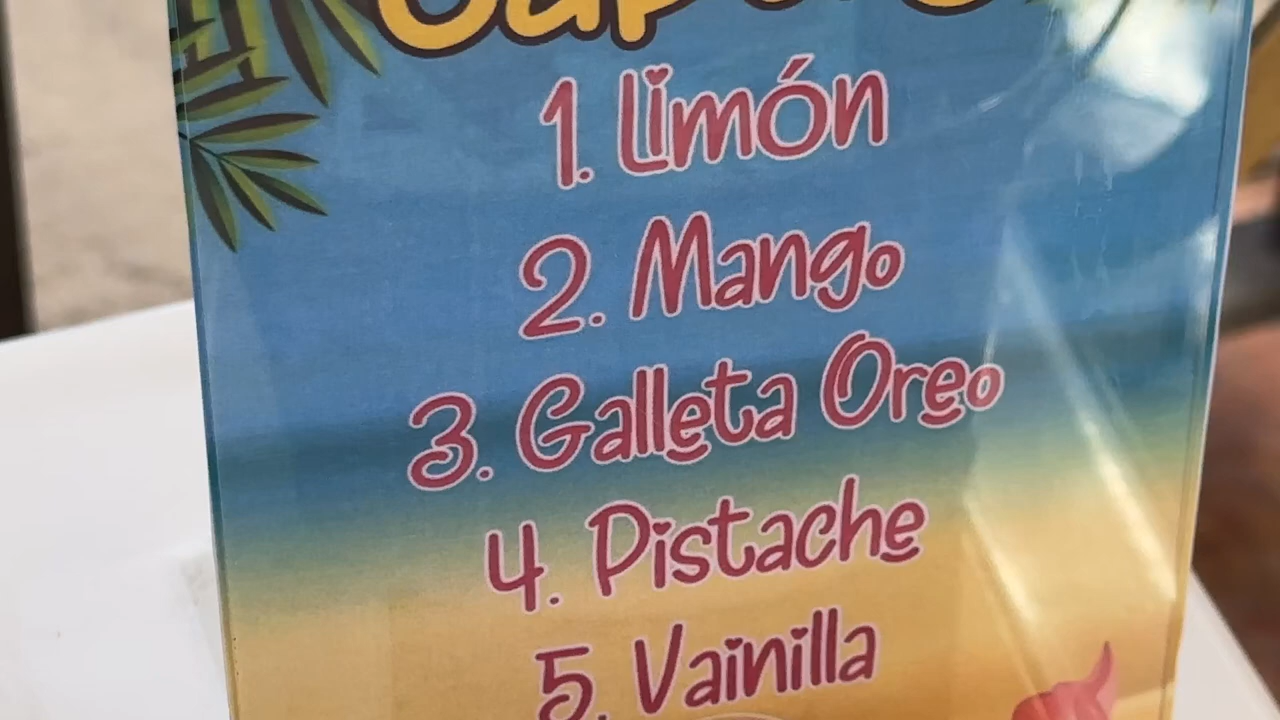 1. Limón
2. Mango
3. Galleta Oreo
4. Pistache
5. Vainilla